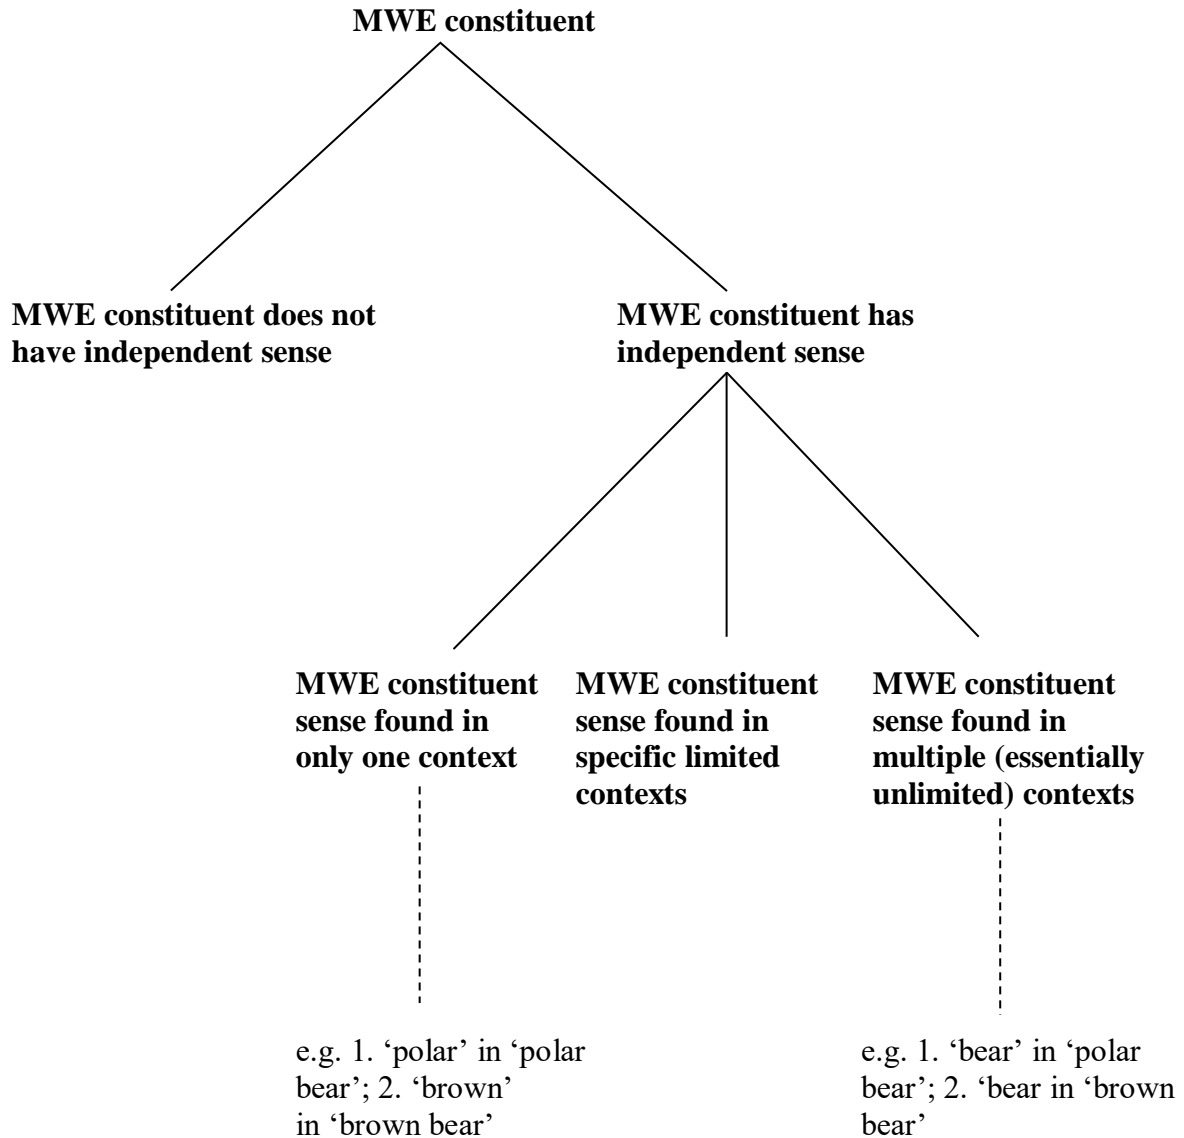 MWE constituent
MWE constituent does not
have independent sense
MWE constituent has
independent sense
MWE constituent
sense found in
only one context
MWE constituent
sense found in
specific limited
contexts
MWE constituent
sense found in
multiple (essentially
unlimited) contexts
e.g. 1. ‘polar’ in ‘polar
bear’; 2. ‘brown’
in ‘brown bear’
e.g. 1. ‘bear’ in ‘polar
bear’; 2. ‘bear in ‘brown
bear’